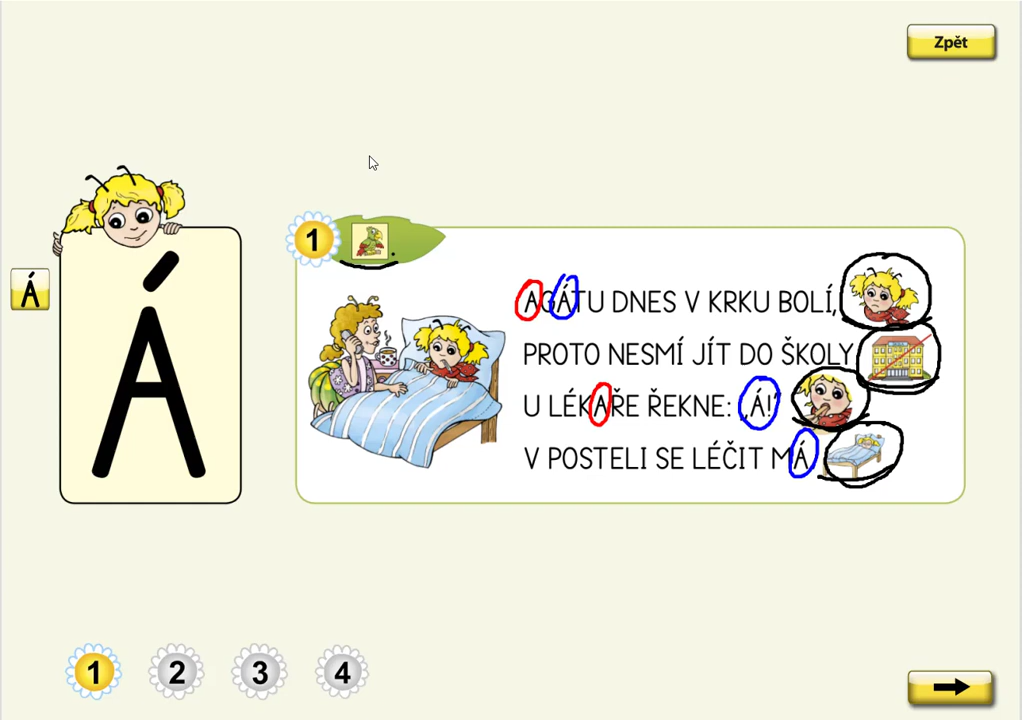 Zpět
Á
Á
1
.
AGÁTU DNES V KRKU BOLÍ,
PROTO NESMÍ JÍT DO ŠKOLY
U LÉKAŘE ŘEKNE: „Á!“
V POSTELI SE LÉČIT MÁ
1 2 3 4